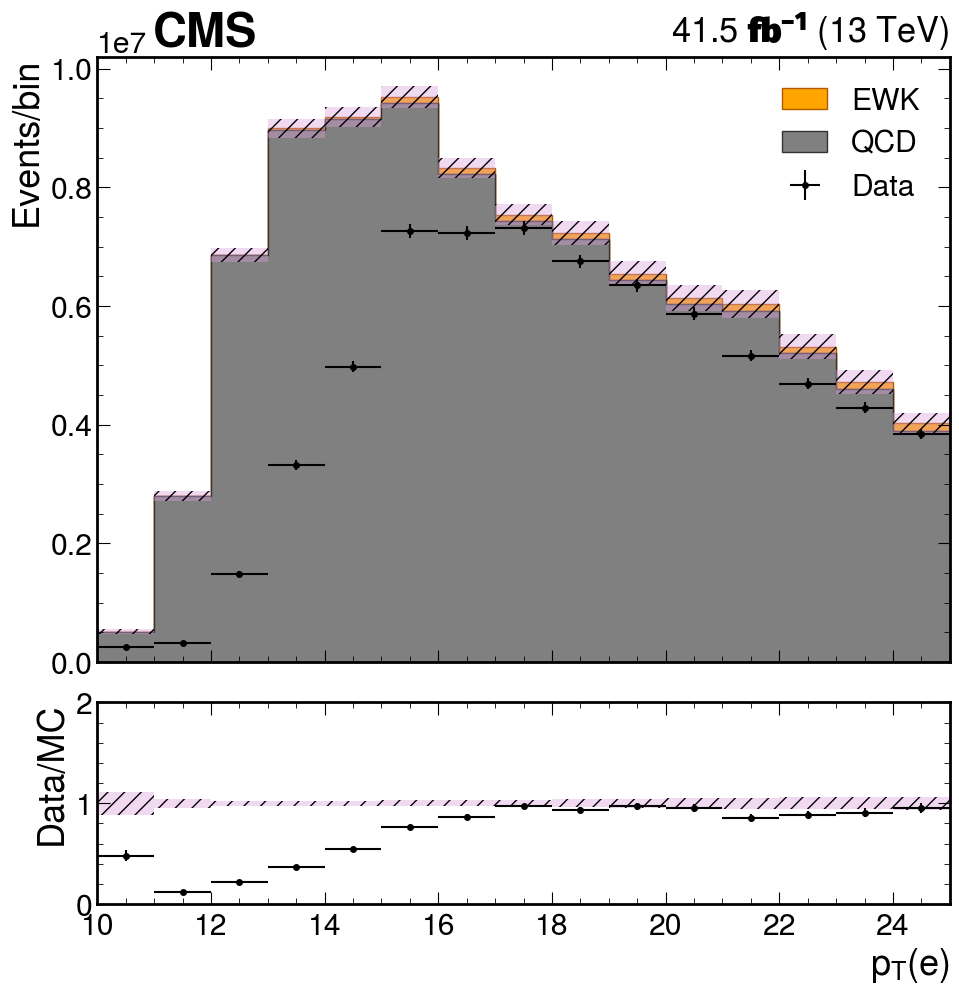 CMS 41.5 fb⁻¹ (13 TeV)
1e7
Events/bin
1.0
0.8
0.6
0.4
0.2
0.0
EWK
QCD
Data
Data/MC
2
1
0
10 12 14 16 18 20 22 24
pT(e)